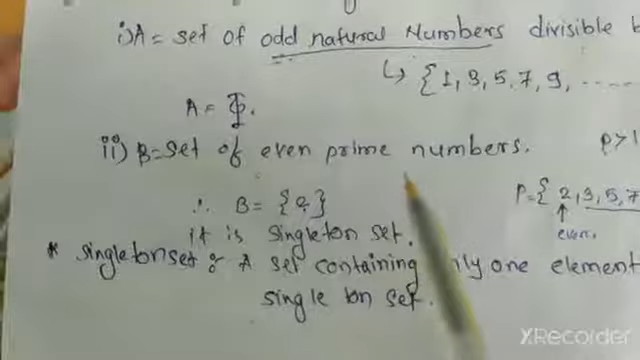 i) A = set of odd natural Numbers divisible
↳ {1, 3, 5, 7, 9, .....
A = Φ.
ii) B = set of even prime numbers.
p > 1
∴ B = {2}
P = { 2, 3, 5, 7
↑
even.
it is singleton set.
* singleton set : A set containing only one element
single ton set.
XRecorder